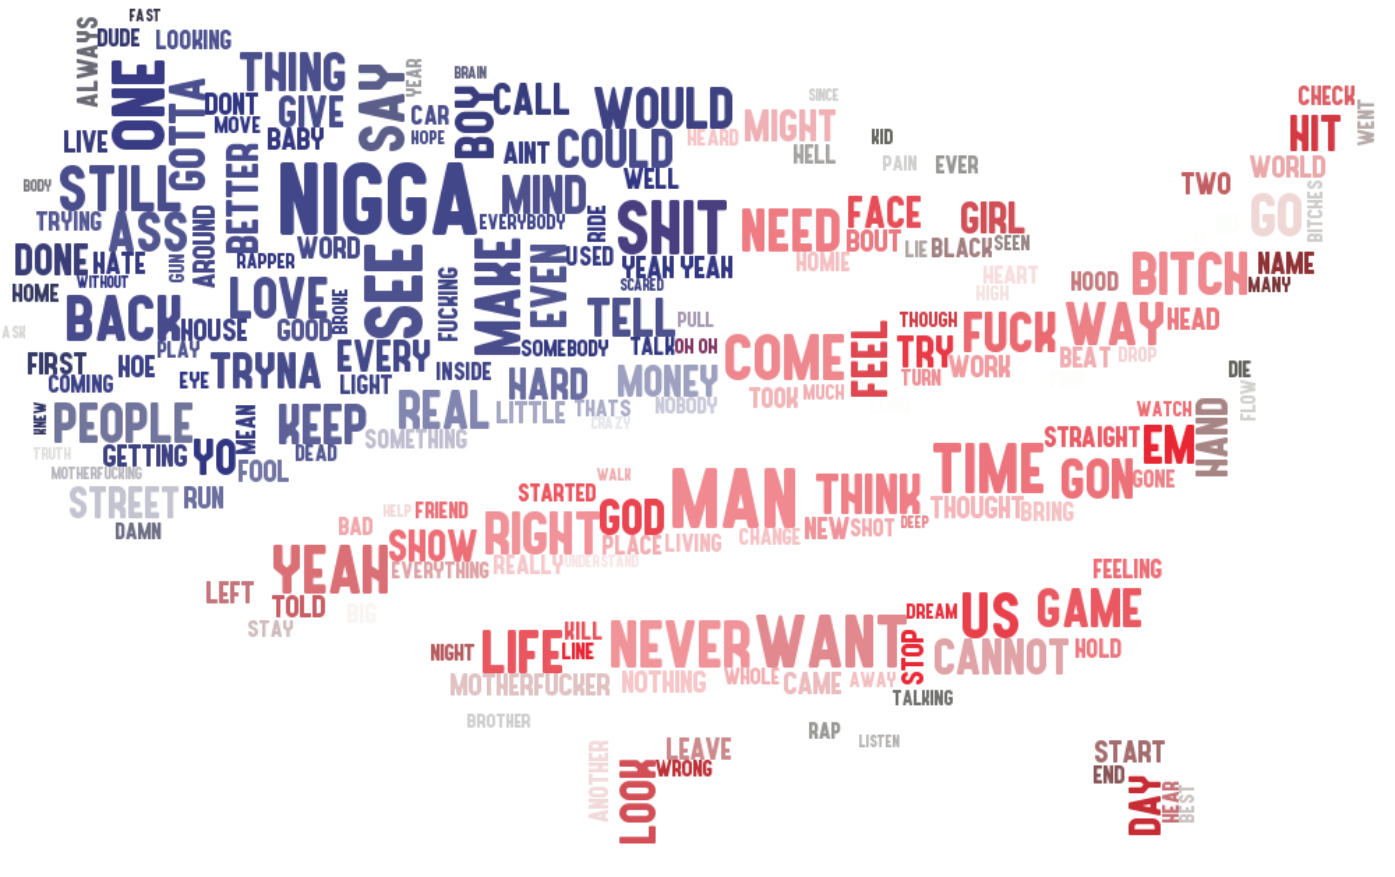 FAST
ALWAYS
DUDE
LOOKING
ONE
GOTTA
THING
SAY
YEAR
BRAIN
BOY
CALL
WOULD
SINCE
CHECK
WENT
DONT
GIVE
CAR
HEARD
MIGHT
HIT
LIVE
MOVE
BABY
HOPE
AINT
COULD
HELL
KID
PAIN
EVER
WORLD
BODY
STILL
BETTER
NIGGA
MIND
WELL
TWO
GO
BITCHES
TRYING
ASS
AROUND
EVERYBODY
RIDE
SHIT
NEED
FACE
GIRL
BOUT
LIE
BLACK
SEEN
DONE
HATE
GUN
WORD
RAPPER
SEE
MAKE
EVEN
USED
YEAH YEAH
HOMIE
HEART
HOOD
BITCH
NAME
MANY
WITHOUT
HOME
LOVE
FUCKING
SCARED
HIGH
BACK
HOUSE
GOOD
BROKE
TELL
PULL
THOUGH
FUCK
WAY
HEAD
ASK
PLAY
EVERY
SOMEBODY
TALK
OH OH
COME
FEEL
TRY
WORK
BEAT
DROP
FIRST
COMING
HOE
EYE
TRYNA
LIGHT
INSIDE
HARD
MONEY
TOOK
MUCH
TURN
DIE
FLOW
KNEW
PEOPLE
MEAN
KEEP
REAL
LITTLE
THATS
NOBODY
CRAZY
WATCH
HAND
TRUTH
GETTING
YO
DEAD
SOMETHING
STRAIGHT
EM
MOTHERFUCKING
FOOL
WALK
MAN
THINK
TIME
GON
GONE
STREET
RUN
STARTED
GOD
THOUGHT
BRING
DAMN
BAD
HELP
FRIEND
RIGHT
CHANGE
NEW
SHOT
DEEP
SHOW
PLACE
LIVING
YEAH
EVERYTHING
REALLY
UNDERSTAND
FEELING
LEFT
TOLD
BIG
STAY
DREAM
US
GAME
NIGHT
LIFE
KILL
LINE
NEVER
WANT
STOP
CANNOT
HOLD
MOTHERFUCKER
NOTHING
WHOLE
CAME
AWAY
TALKING
BROTHER
RAP
LISTEN
ANOTHER
LOOK
LEAVE
WRONG
START
END
DAY
HEAR
BEST